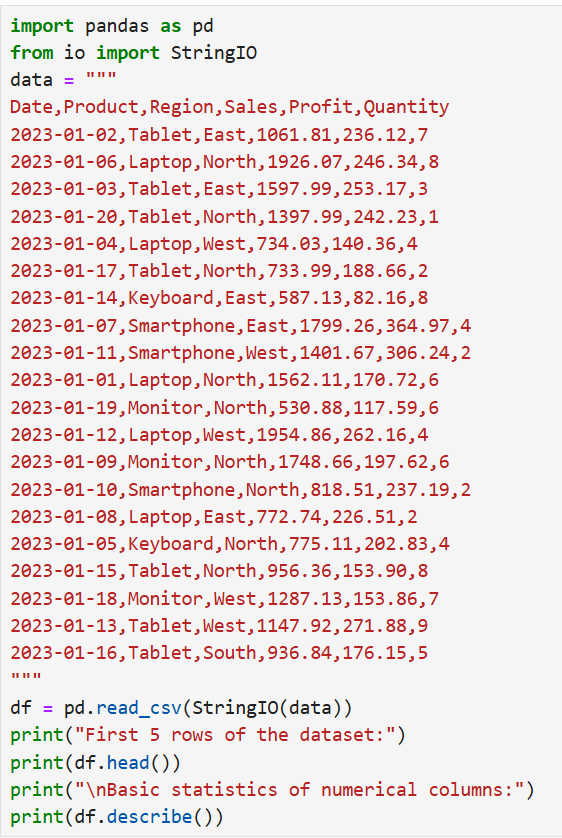 import pandas as pd
from io import StringIO
data = """
Date,Product,Region,Sales,Profit,Quantity
2023-01-02,Tablet,East,1061.81,236.12,7
2023-01-06,Laptop,North,1926.07,246.34,8
2023-01-03,Tablet,East,1597.99,253.17,3
2023-01-20,Tablet,North,1397.99,242.23,1
2023-01-04,Laptop,West,734.03,140.36,4
2023-01-17,Tablet,North,733.99,188.66,2
2023-01-14,Keyboard,East,587.13,82.16,8
2023-01-07,Smartphone,East,1799.26,364.97,4
2023-01-11,Smartphone,West,1401.67,306.24,2
2023-01-01,Laptop,North,1562.11,170.72,6
2023-01-19,Monitor,North,530.88,117.59,6
2023-01-12,Laptop,West,1954.86,262.16,4
2023-01-09,Monitor,North,1748.66,197.62,6
2023-01-10,Smartphone,North,818.51,237.19,2
2023-01-08,Laptop,East,772.74,226.51,2
2023-01-05,Keyboard,North,775.11,202.83,4
2023-01-15,Tablet,North,956.36,153.90,8
2023-01-18,Monitor,West,1287.13,153.86,7
2023-01-13,Tablet,West,1147.92,271.88,9
2023-01-16,Tablet,South,936.84,176.15,5
"""
df = pd.read_csv(StringIO(data))
print("First 5 rows of the dataset:")
print(df.head())
print("\nBasic statistics of numerical columns:")
print(df.describe())